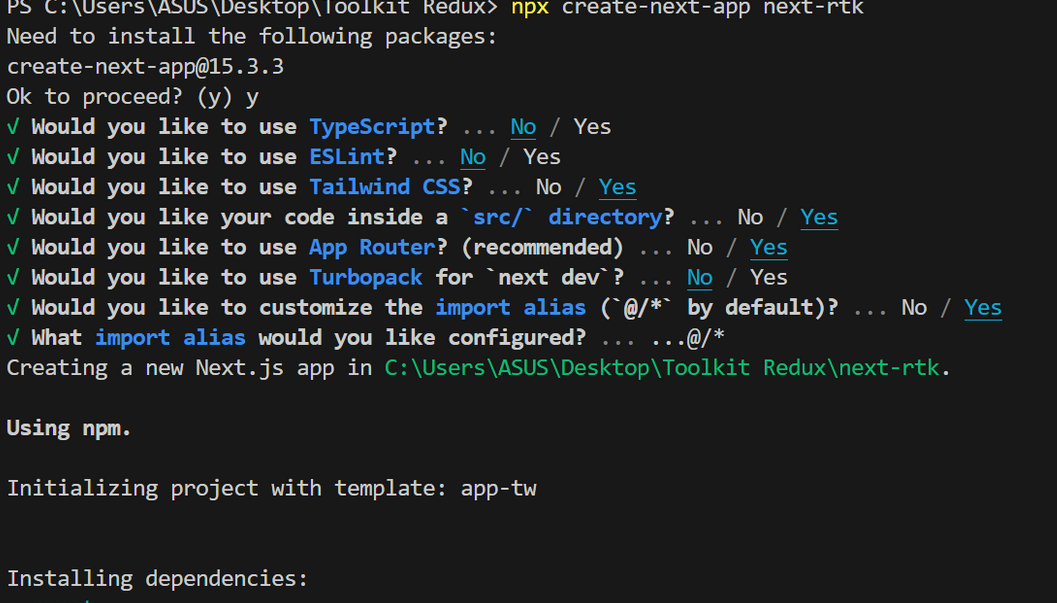 PS C:\Users\ASUS\Desktop\Toolkit Redux> npx create-next-app next-rtk
Need to install the following packages:
create-next-app@15.3.3
Ok to proceed? (y) y
√ Would you like to use TypeScript? ... No / Yes
√ Would you like to use ESLint? ... No / Yes
√ Would you like to use Tailwind CSS? ... No / Yes
√ Would you like your code inside a `src/` directory? ... No / Yes
√ Would you like to use App Router? (recommended) ... No / Yes
√ Would you like to use Turbopack for `next dev`? ... No / Yes
√ Would you like to customize the import alias (`@/*` by default)? ... No / Yes
√ What import alias would you like configured? ... ...@/*
Creating a new Next.js app in C:\Users\ASUS\Desktop\Toolkit Redux\next-rtk.
Using npm.
Initializing project with template: app-tw
Installing dependencies: